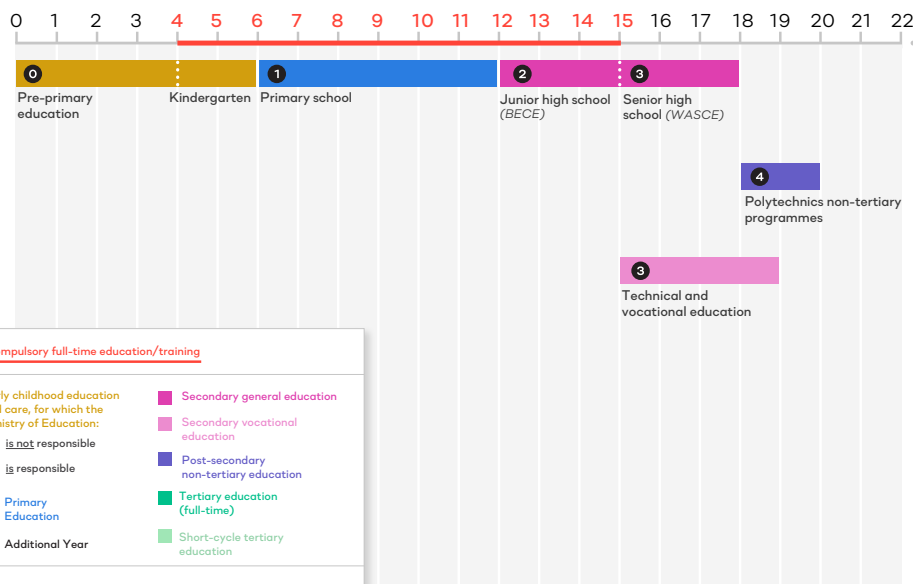 0 1 2 3 4 5 6 7 8 9 10 11 12 13 14 15 16 17 18 19 20 21 22
0 1 2 3
Pre-primary
education
Kindergarten
Primary school
Junior high school
(BECE)
Senior high
school (WASCE)
4
Polytechnics non-tertiary
programmes
3
Technical and
vocational education
mpulsory full-time education/training
ly childhood education
care, for which the
istry of Education:
is not responsible
is responsible
Primary
Education
Additional Year
Secondary general education
Secondary vocational
education
Post-secondary
non-tertiary education
Tertiary education
(full-time)
Short-cycle tertiary
education